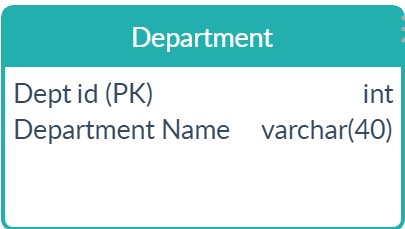 Department
Dept id (PK) int
Department Name varchar(40)